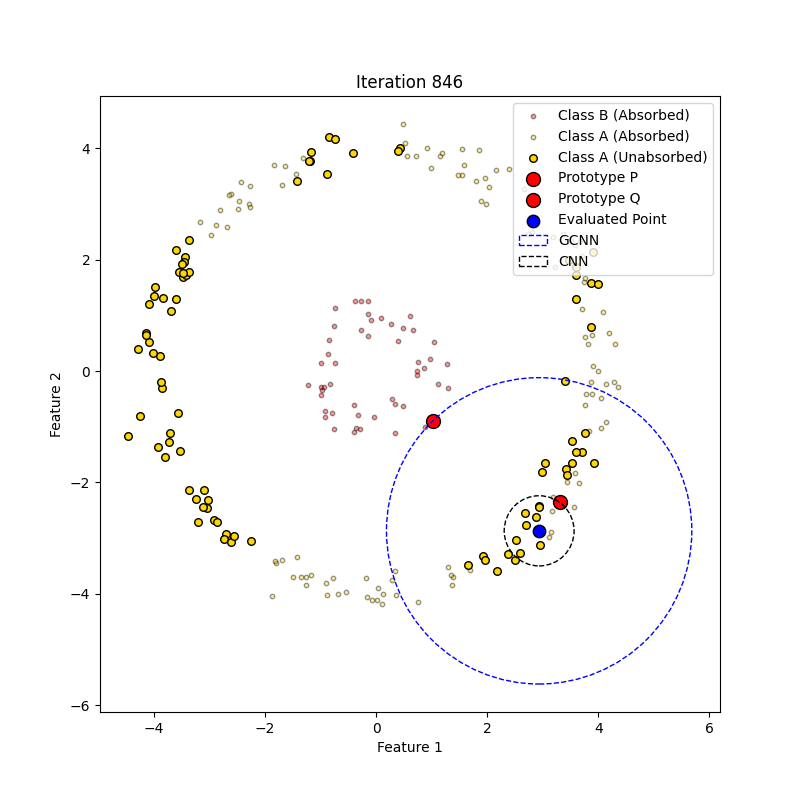 Iteration 846
Class B (Absorbed)
Class A (Absorbed)
Class A (Unabsorbed)
Prototype P
Prototype Q
Evaluated Point
GCNN
CNN
Feature 2
4
2
0
−2
−4
−6
−4 −2 0 2 4 6
Feature 1